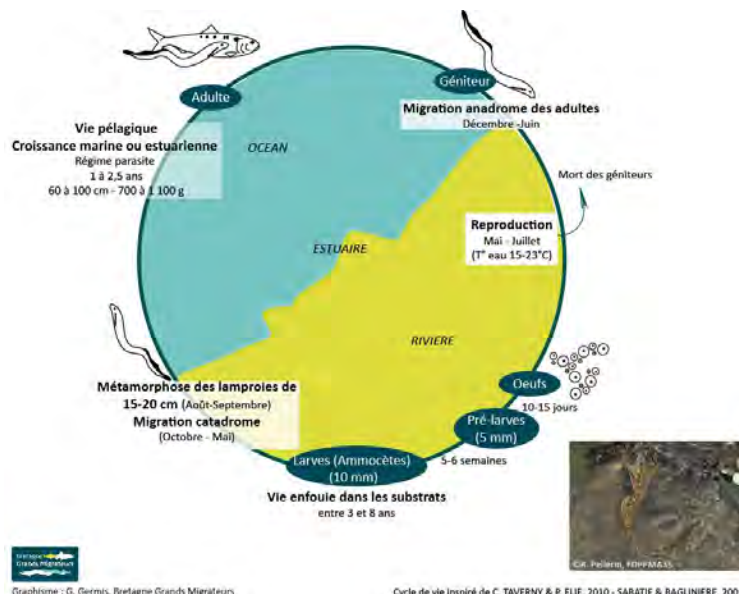 Adulte
Géniteur
Migration anadrome des adultes
Décembre -Juin
Vie pélagique
Croissance marine ou estuarienne
Régime parasite
1 à 2,5 ans
60 à 100 cm - 700 à 1 100 g
OCEAN
Mort des géniteurs
Reproduction
Mai - Juillet
(T° eau 15-23°C)
ESTUAIRE
RIVIERE
Métamorphose des lamproies de
15-20 cm (Août-Septembre)
Migration catadrome
(Octobre - Mai)
Oeufs
10-15 jours
Pré-larves
(5 mm)
5-6 semaines
Larves (Ammocètes)
(10 mm)
Vie enfouie dans les substrats
entre 3 et 8 ans
Grands Migrateurs
Graphisme : G. Germis, Bretagne Grands Migrateurs
Cycle de vie inspiré de C. TAVERNY & P. ELIE, 2010 - SABATIE & BAGLINIERE, 200